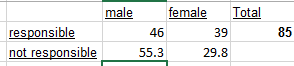 male female Total
responsible 46 39 85
not responsible 55.3 29.8